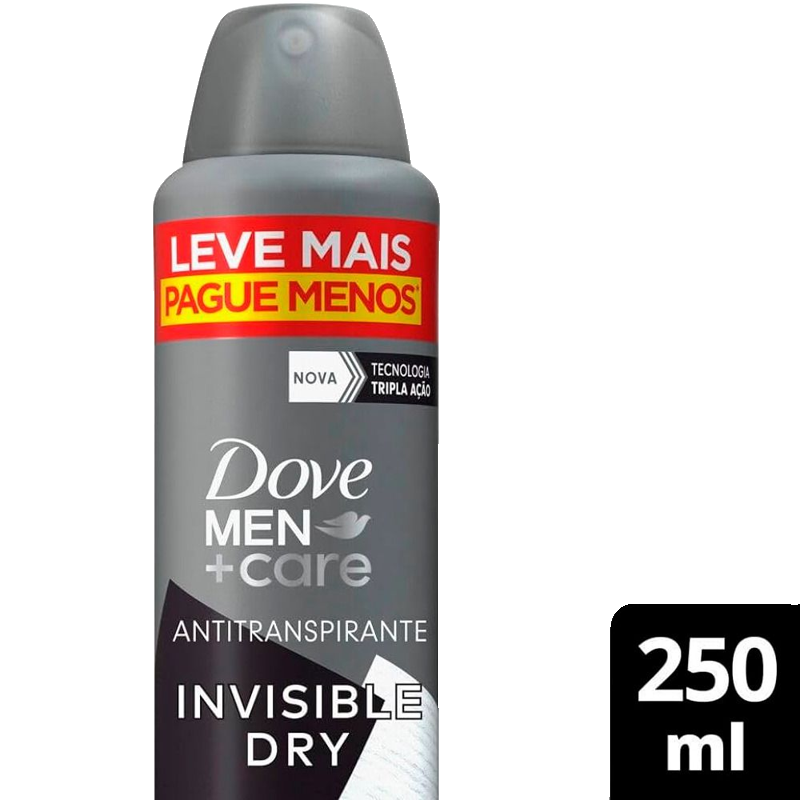 LEVE MAIS
PAGUE MENOS*
NOVA
TECNOLOGIA
TRIPLA AÇÃO
Dove
MEN
+care
ANTITRANSPIRANTE
INVISIBLE
DRY
250
ml